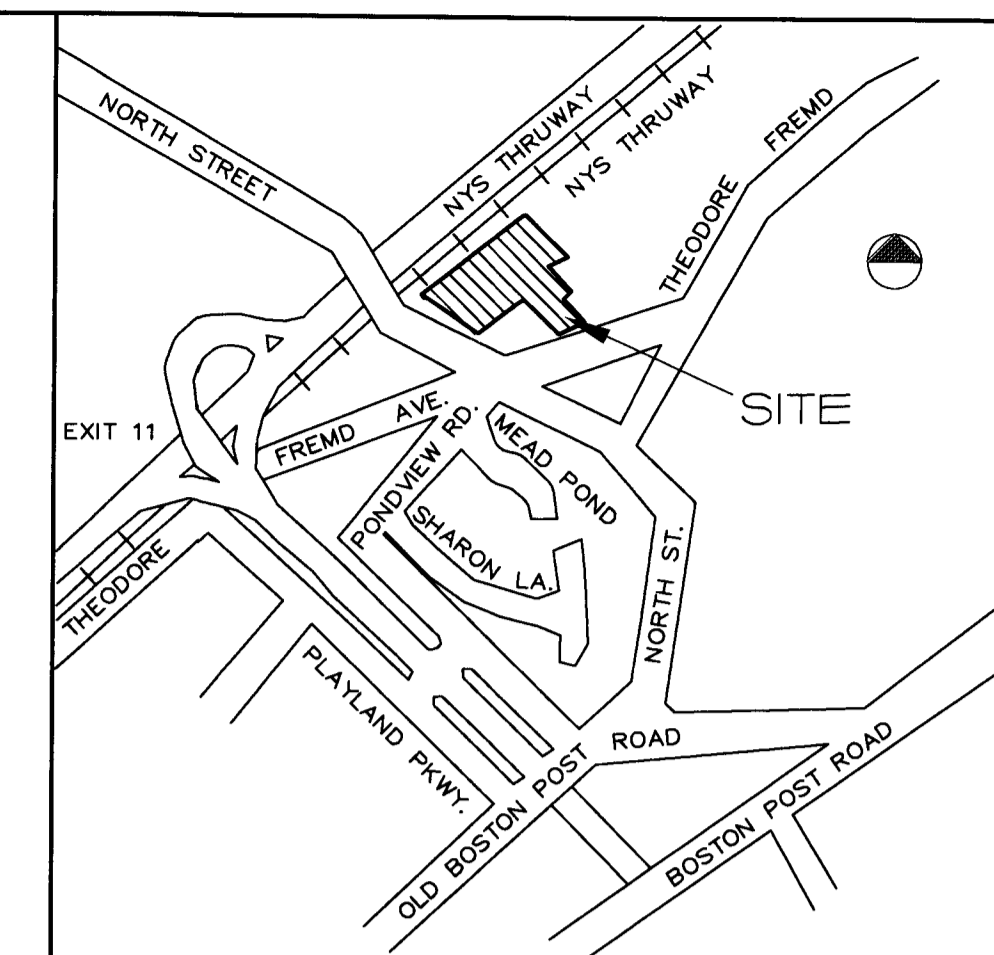 NORTH STREET
NYS THRUWAY
NYS THRUWAY
THEODORE FREMD
SITE
EXIT 11
FREMD AVE.
PONDVIEW RD.
MEAD POND
SHARON LA.
NORTH ST.
THEODORE
PLAYLAND PKWY.
OLD BOSTON POST ROAD
BOSTON POST ROAD